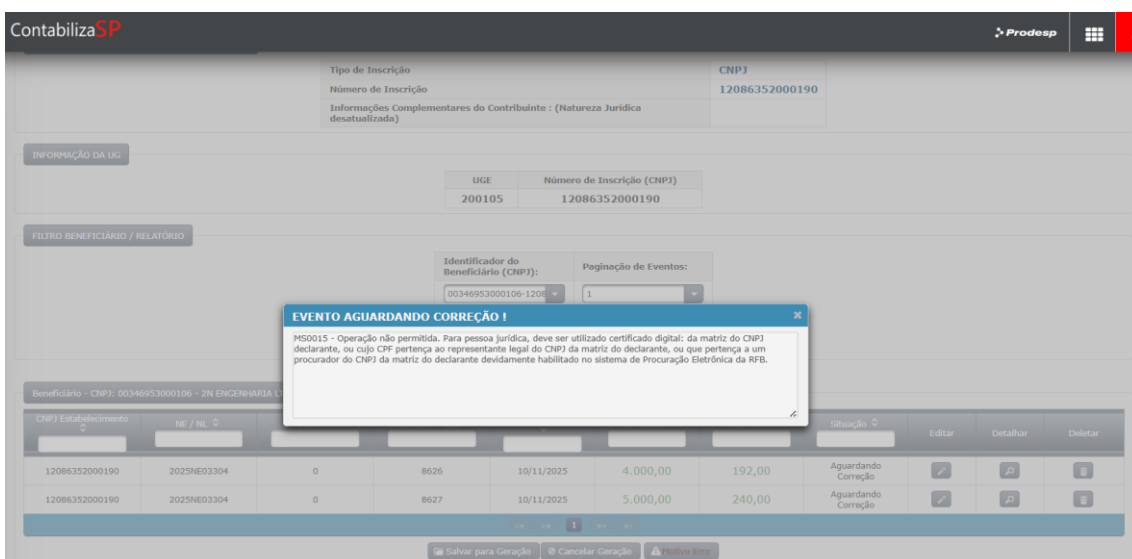 ContabilizaSP
Prodesp
Tipo de Inscrição CNPJ
Número de Inscrição 12086352000190
Informações Complementares do Contribuinte : (Natureza Jurídica
desatualizada)
INFORMAÇÃO DA UG
UGE Número de Inscrição (CNPJ)
200105 12086352000190
FILTRO BENEFICIÁRIO / RELATÓRIO
Identificador do
Beneficiário (CNPJ): Paginação de Eventos:
00346953000106-1208 1
EVENTO AGUARDANDO CORREÇÃO !
MS0015 - Operação não permitida. Para pessoa jurídica, deve ser utilizado certificado digital: da matriz do CNPJ
declarante, ou cujo CPF pertença ao representante legal do CNPJ da matriz do declarante, ou que pertença a um
procurador do CNPJ da matriz do declarante devidamente habilitado no sistema de Procuração Eletrônica da RFB.
Beneficiário - CNPJ: 00346953000106 - 2N ENGENHARIA
CNPJ Estabelecimento NE / NL Situação Editar Detalhar Deletar
12086352000190 2025NE03304 0 8626 10/11/2025 4.000,00 192,00 Aguardando
Correção
12086352000190 2025NE03304 0 8627 10/11/2025 5.000,00 240,00 Aguardando
Correção
1
Salvar para Geração Cancelar Geração Motivo Erro